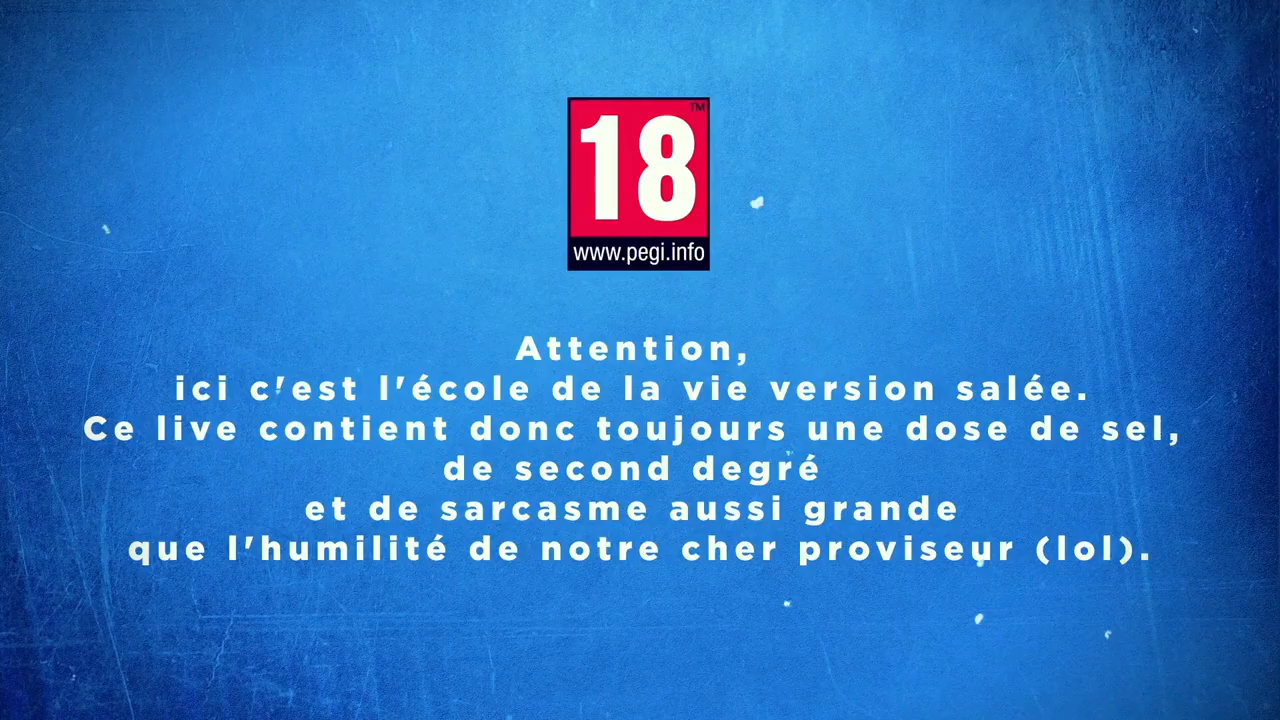 TM
18
www.pegi.info
Attention,
ici c'est l'école de la vie version salée.
Ce live contient donc toujours une dose de sel,
de second degré
et de sarcasme aussi grande
que l'humilité de notre cher proviseur (lol).